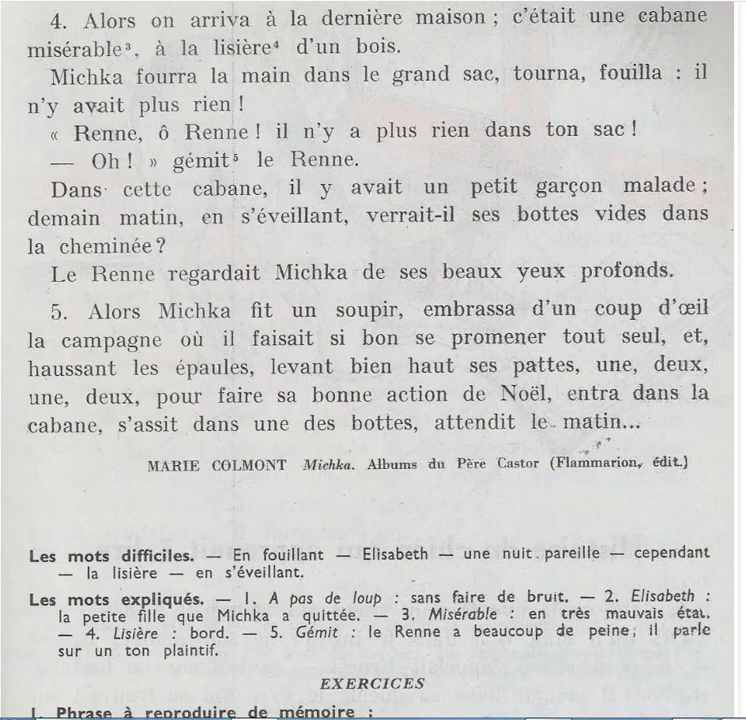 4. Alors on arriva à la dernière maison ; c'était une cabane
misérable³, à la lisière⁴ d'un bois.
Michka fourra la main dans le grand sac, tourna, fouilla : il
n'y avait plus rien !
« Renne, ô Renne ! il n'y a plus rien dans ton sac !
— Oh ! » gémit⁵ le Renne.
Dans cette cabane, il y avait un petit garçon malade ;
demain matin, en s'éveillant, verrait-il ses bottes vides dans
la cheminée ?
Le Renne regardait Michka de ses beaux yeux profonds.
5. Alors Michka fit un soupir, embrassa d'un coup d'œil
la campagne où il faisait si bon se promener tout seul, et,
haussant les épaules, levant bien haut ses pattes, une, deux,
une, deux, pour faire sa bonne action de Noël, entra dans la
cabane, s'assit dans une des bottes, attendit le matin...
MARIE COLMONT Michka. Albums du Père Castor (Flammarion, édit.)
Les mots difficiles. — En fouillant — Elisabeth — une nuit pareille — cependant
— la lisière — en s'éveillant.
Les mots expliqués. — 1. A pas de loup : sans faire de bruit. — 2. Elisabeth :
la petite fille que Michka a quittée. — 3. Misérable : en très mauvais état.
— 4. Lisière : bord. — 5. Gémit : le Renne a beaucoup de peine, il parle
sur un ton plaintif.
EXERCICES
I. Phrase à reproduire de mémoire :